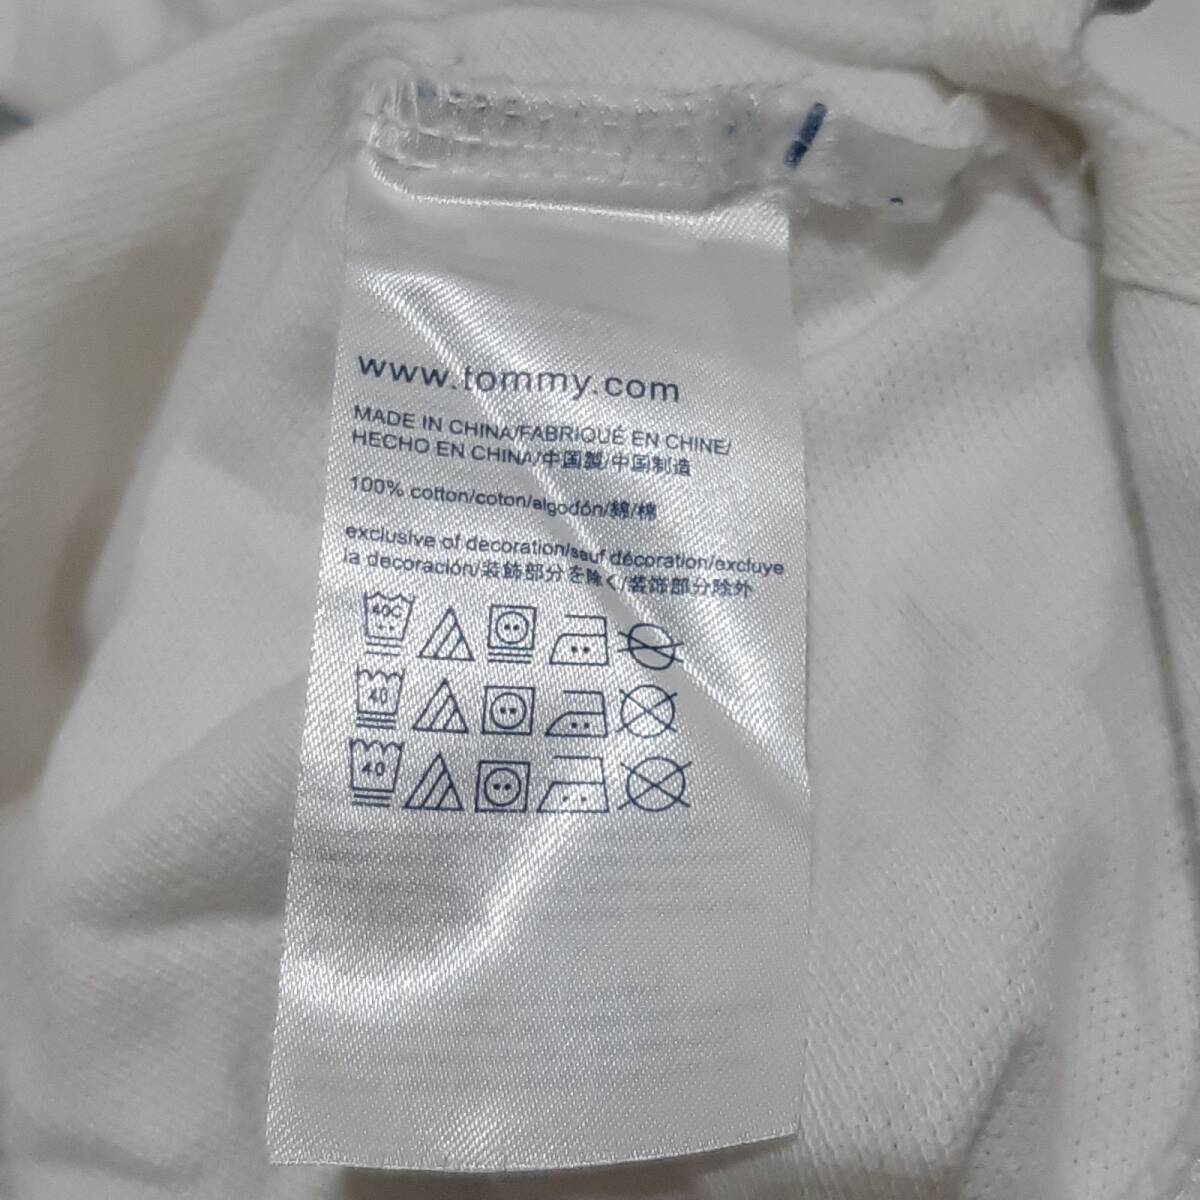 www.tommy.com
MADE IN CHINA/FABRIQUÉ EN CHINE/
HECHO EN CHINA/中国製/中国制造
100% cotton/coton/algodón/綿/棉
exclusive of decoration/sauf décoration/excluye
la decoración/装飾部分を除く/装饰部分除外
40C
40
40